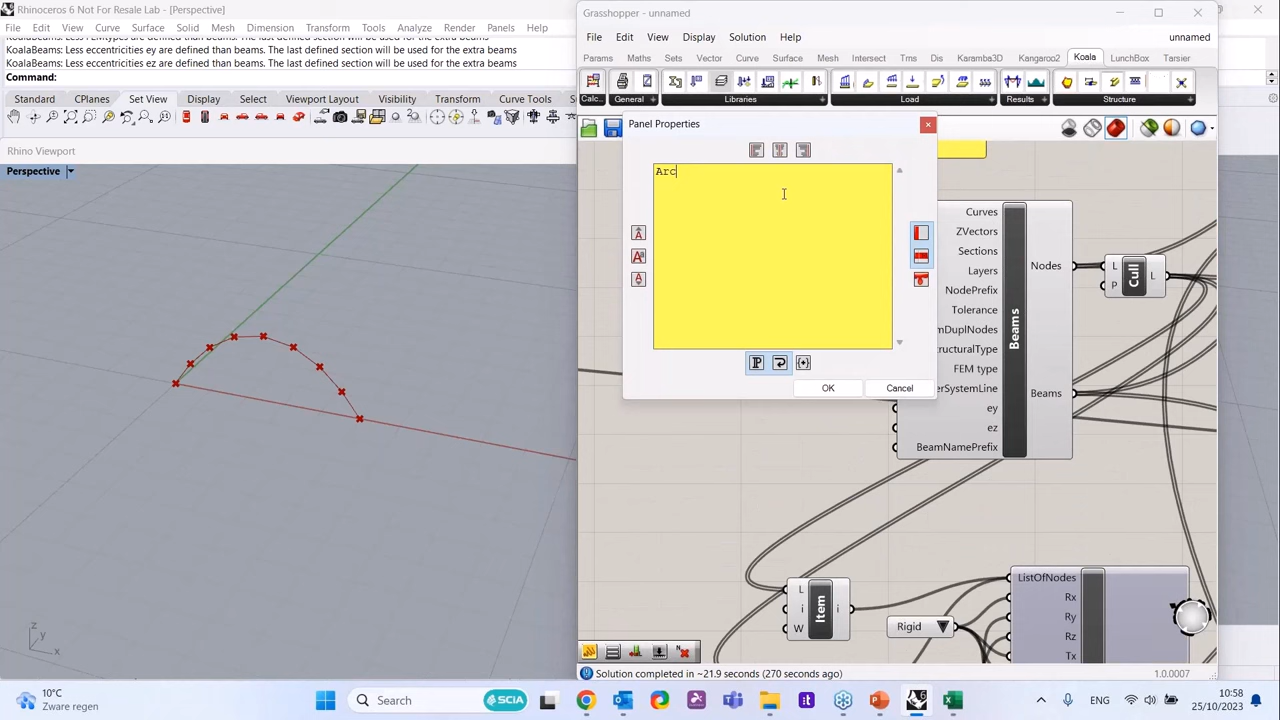 Rhinoceros 6 Not For Resale Lab - [Perspective]
File Edit View Curve Surface Solid Mesh Dimension Transform Tools Analyze Render Panels Help
KoalaBeams: Less eccentricities ey are defined than beams. The last defined section will be used for the extra beams
KoalaBeams: Less eccentricities ez are defined than beams. The last defined section will be used for the extra beams
Command:
Standard CPlanes Set View Display Select Viewport Layout Visibility Transform Curve Tools
Rhino Viewport
Perspective
z
y
x
Grasshopper - unnamed
File Edit View Display Solution Help unnamed
Params Maths Sets Vector Curve Surface Mesh Intersect Trns Dis Karamba3D Kangaroo2 Koala LunchBox Tarsier
Calc... General Libraries Load Results Structure
Panel Properties
Arc
OK Cancel
Curves
ZVectors
Sections
Layers
NodePrefix
Tolerance
mDuplNodes
ructuralType
FEM type
erSystemLine
ey
ez
BeamNamePrefix
Beams
Nodes
Beams
L
P
Cull
L
L
i
W
Item
i
Rigid
ListOfNodes
Rx
Ry
Rz
Tx
Solution completed in ~21.9 seconds (270 seconds ago) 1.0.0007
10°C
Zware regen
Search
SCIA
ENG
10:58
25/10/2023